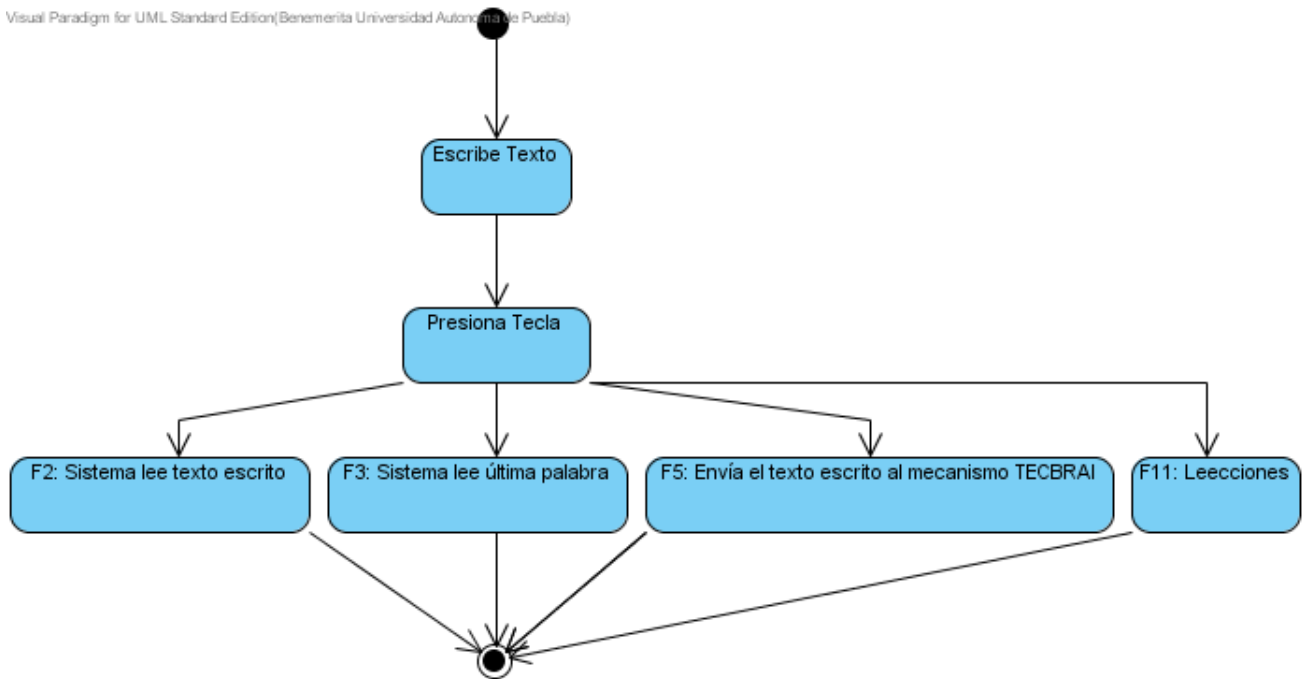 Visual Paradigm for UML Standard Edition(Benemerita Universidad Autonoma de Puebla)
Escribe Texto
Presiona Tecla
F2: Sistema lee texto escrito
F3: Sistema lee última palabra
F5: Envía el texto escrito al mecanismo TECBRAI
F11: Leecciones